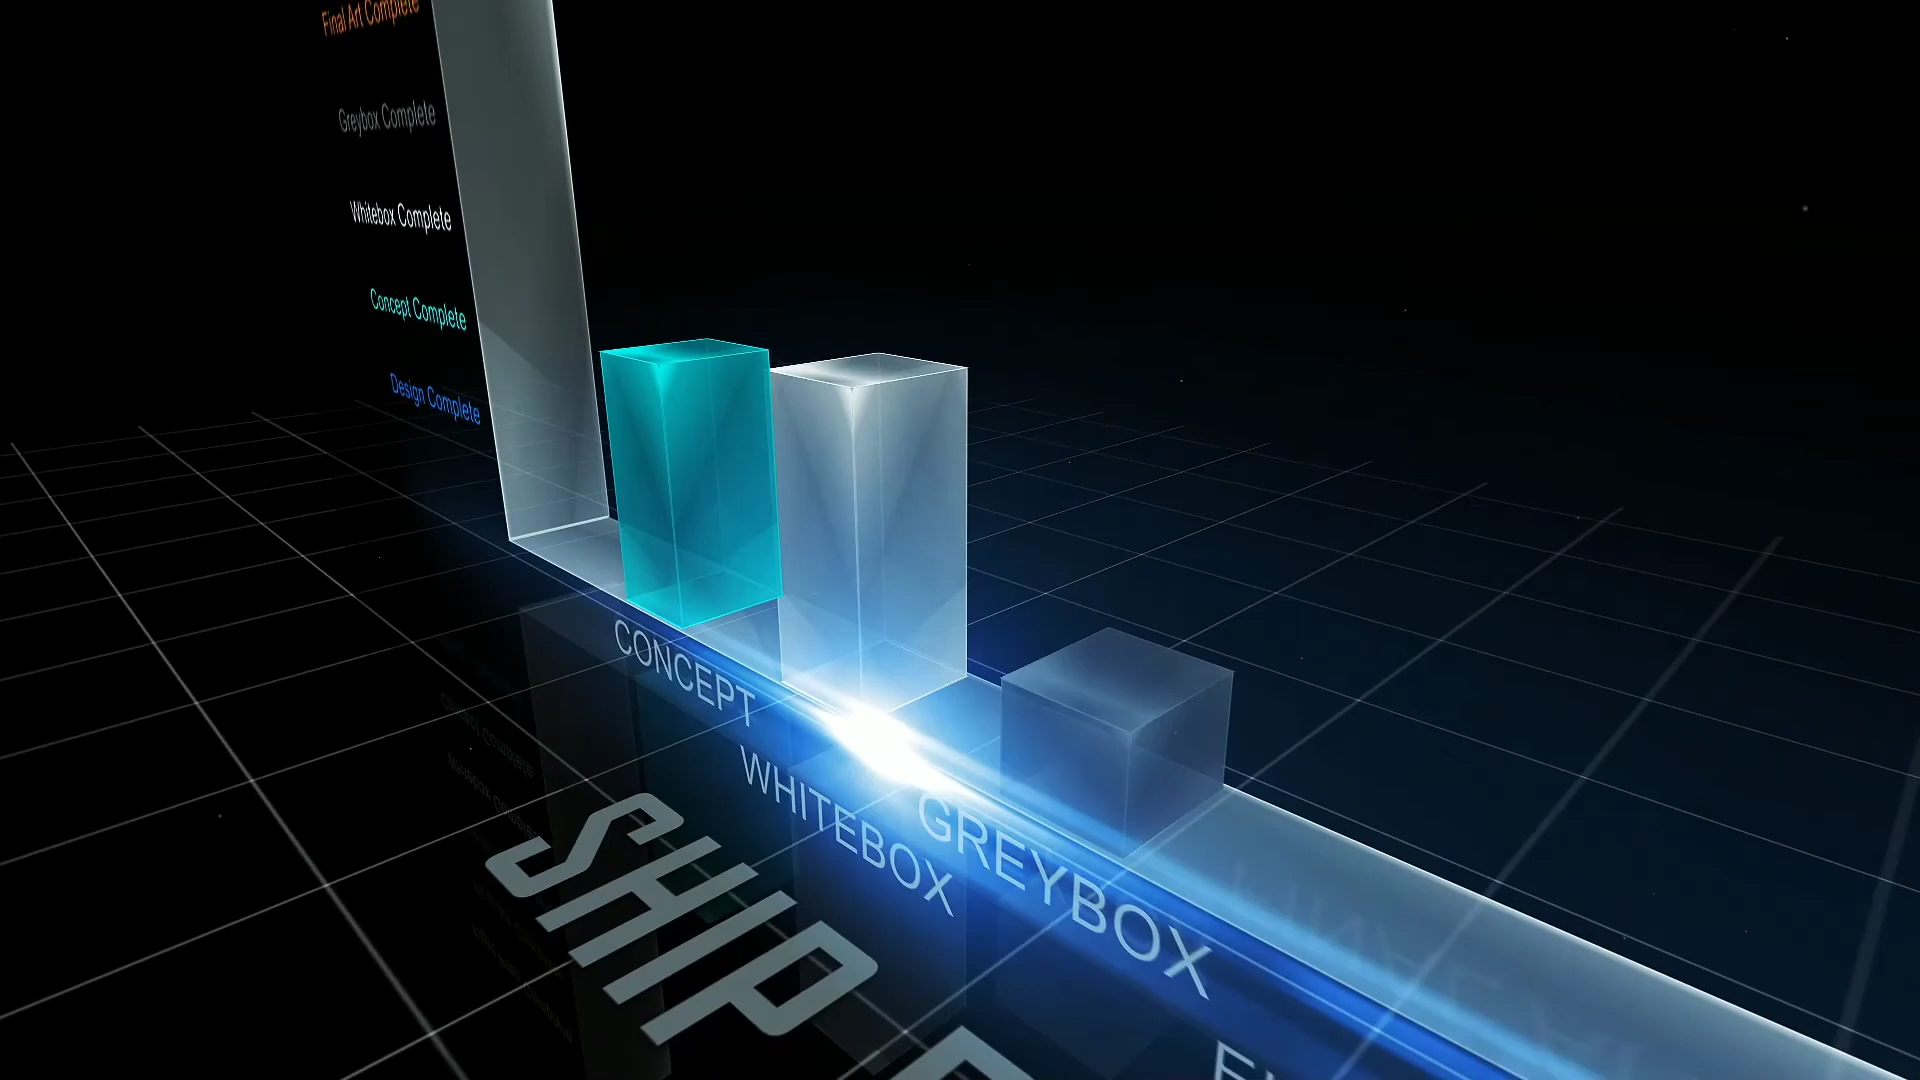 Final Art Complete
Greybox Complete
Whitebox Complete
Concept Complete
Design Complete
CONCEPT
WHITEBOX
GREYBOX
SHIP